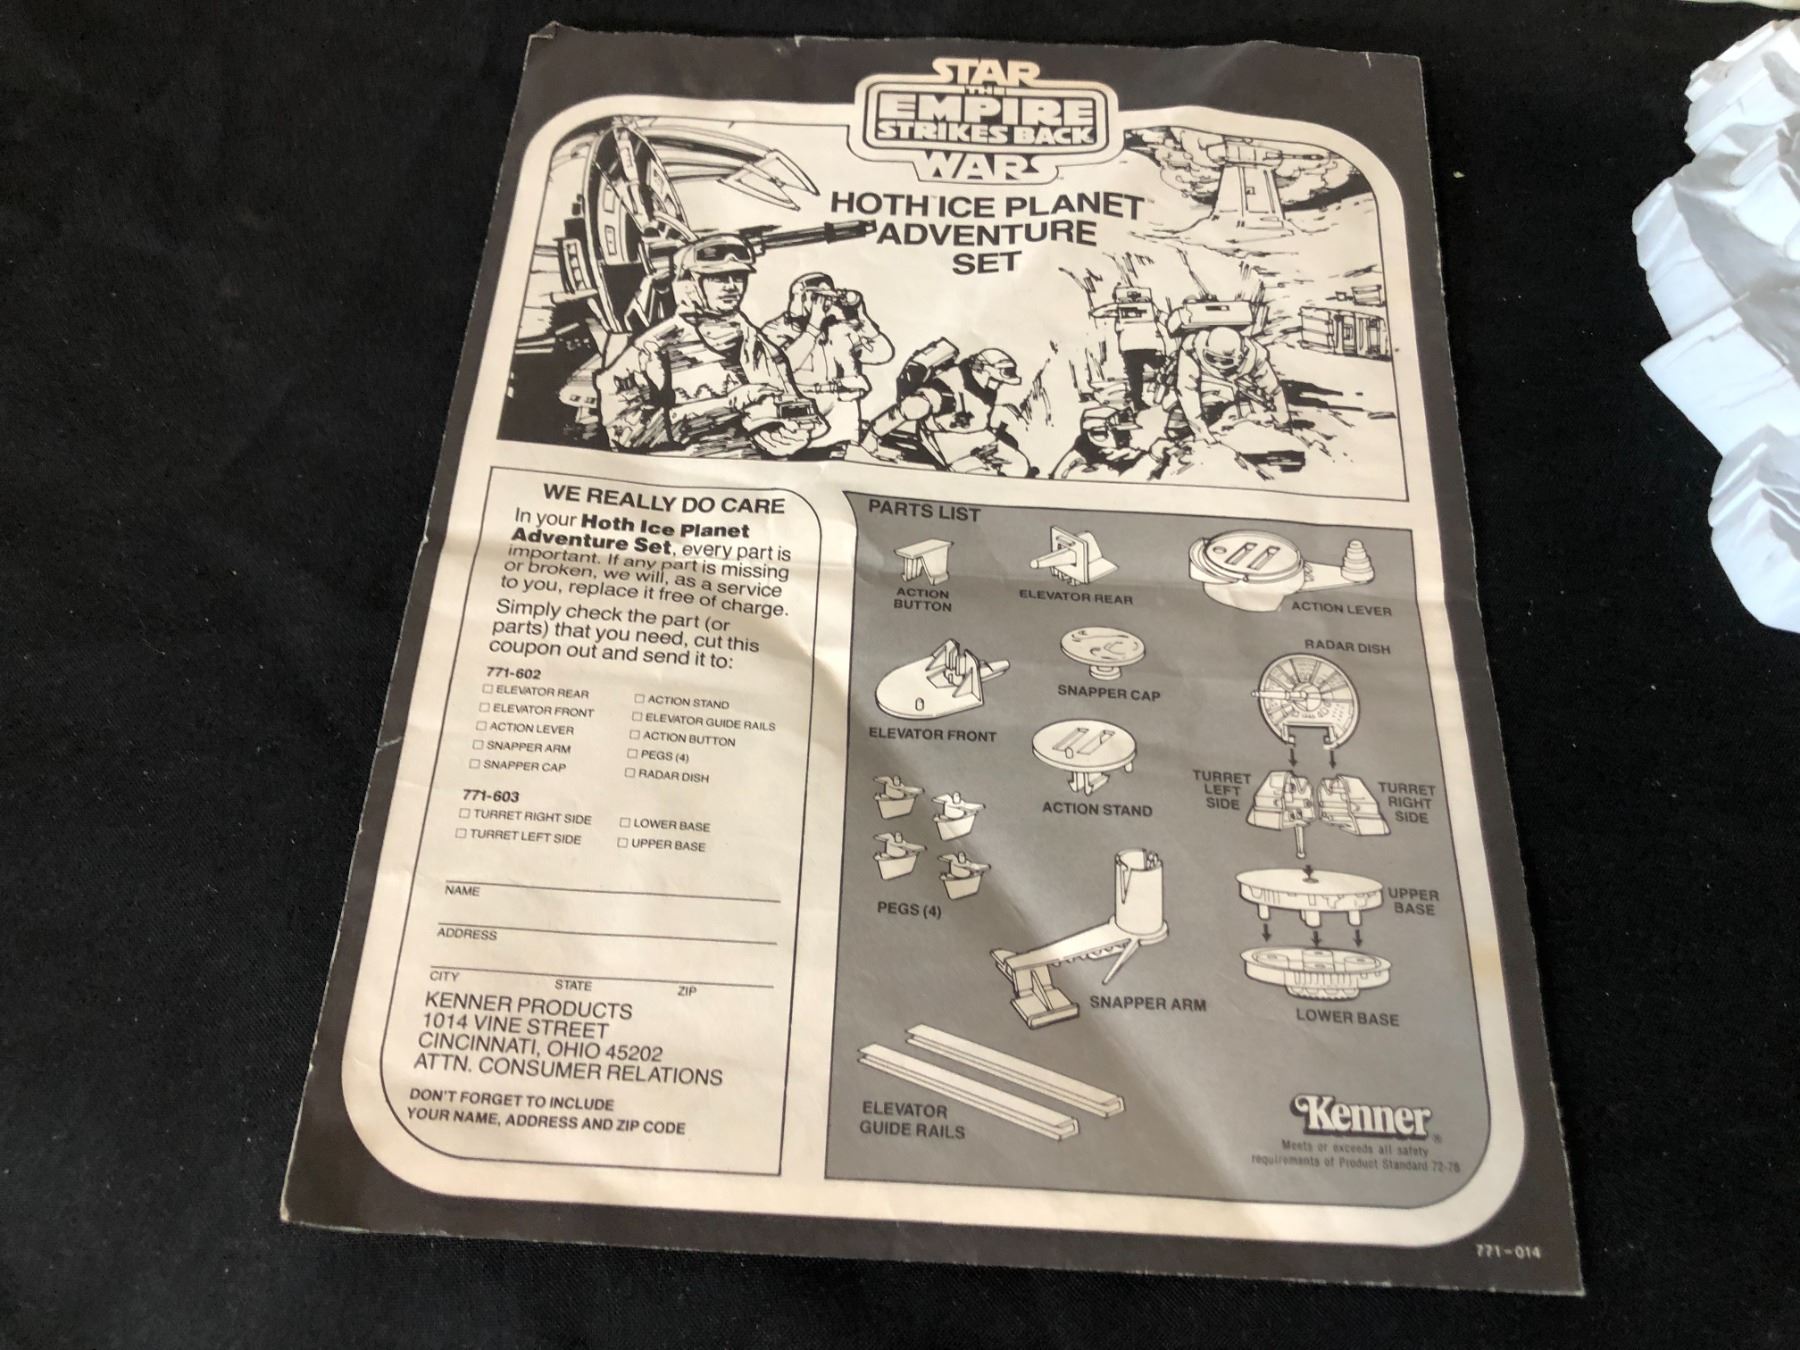 STAR
THE
EMPIRE
STRIKES BACK
WARS
HOTH ICE PLANET
ADVENTURE
SET
WE REALLY DO CARE
In your Hoth Ice Planet
Adventure Set, every part is
important. If any part is missing
or broken, we will, as a service
to you, replace it free of charge.
Simply check the part (or
parts) that you need, cut this
coupon out and send it to:
771-602
☐ ELEVATOR REAR
☐ ELEVATOR FRONT
☐ ACTION LEVER
☐ SNAPPER ARM
☐ SNAPPER CAP
☐ ACTION STAND
☐ ELEVATOR GUIDE RAILS
☐ ACTION BUTTON
☐ PEGS (4)
☐ RADAR DISH
771-603
☐ TURRET RIGHT SIDE
☐ TURRET LEFT SIDE
☐ LOWER BASE
☐ UPPER BASE
NAME
ADDRESS
CITY STATE ZIP
KENNER PRODUCTS
1014 VINE STREET
CINCINNATI, OHIO 45202
ATTN. CONSUMER RELATIONS
DON'T FORGET TO INCLUDE
YOUR NAME, ADDRESS AND ZIP CODE
PARTS LIST
ACTION
BUTTON
ELEVATOR REAR
ACTION LEVER
ELEVATOR FRONT
SNAPPER CAP
RADAR DISH
ACTION STAND
TURRET
LEFT
SIDE
TURRET
RIGHT
SIDE
PEGS (4)
UPPER
BASE
SNAPPER ARM
LOWER BASE
ELEVATOR
GUIDE RAILS
Kenner®
Meets or exceeds all safety
requirements of Product Standard 72-76
771-014